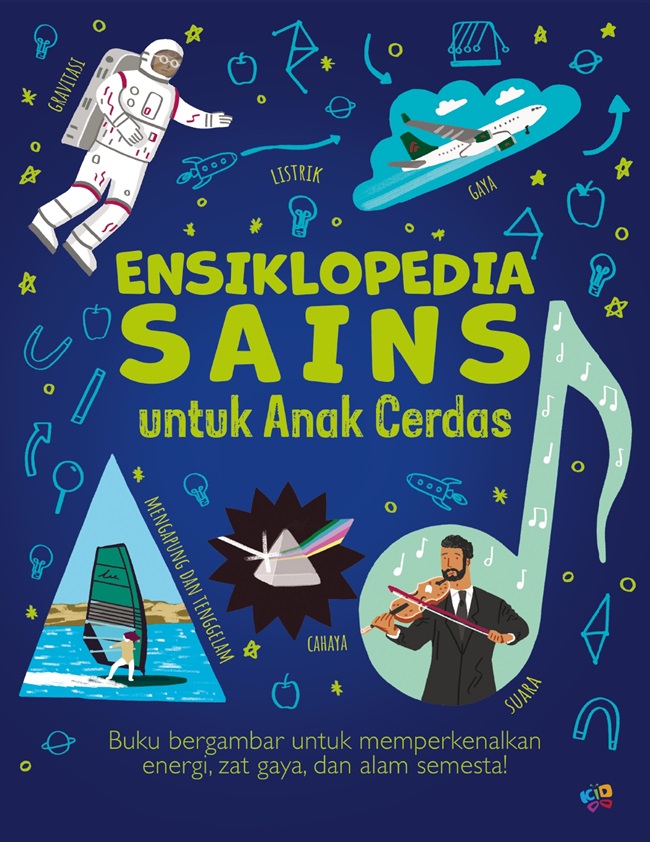 GRAVITASI
LISTRIK
GAYA
ENSIKLOPEDIA
SAINS
untuk Anak Cerdas
MENGAPUNG DAN TENGGELAM
CAHAYA
SUARA
Buku bergambar untuk memperkenalkan
energi, zat gaya, dan alam semesta!
KiD